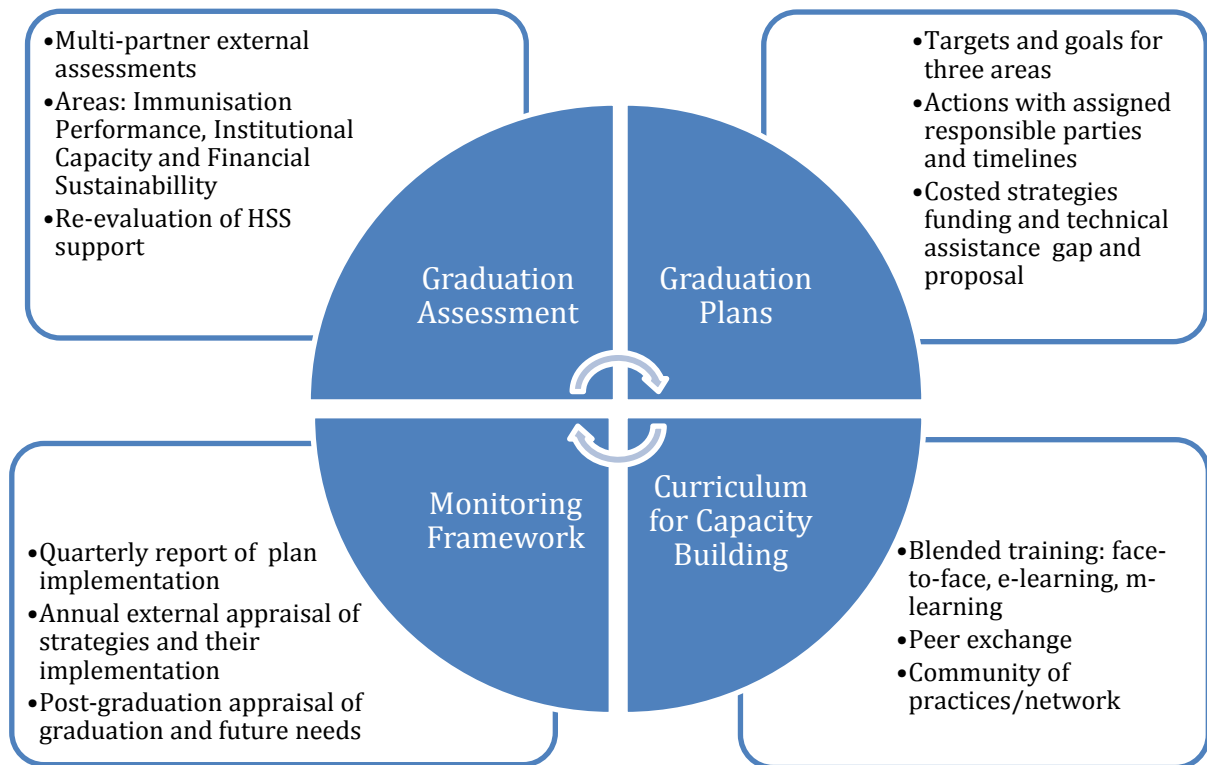 •Multi-partner external
assessments
•Areas: Immunisation
Performance, Institutional
Capacity and Financial
Sustainabillity
•Re-evaluation of HSS
support
•Targets and goals for
three areas
•Actions with assigned
responsible parties
and timelines
•Costed strategies
funding and technical
assistance gap and
proposal
Graduation
Assessment
Graduation
Plans
Monitoring
Framework
Curriculum
for Capacity
Building
•Quarterly report of plan
implementation
•Annual external appraisal of
strategies and their
implementation
•Post-graduation appraisal of
graduation and future needs
•Blended training: face-
to-face, e-learning, m-
learning
•Peer exchange
•Community of
practices/network